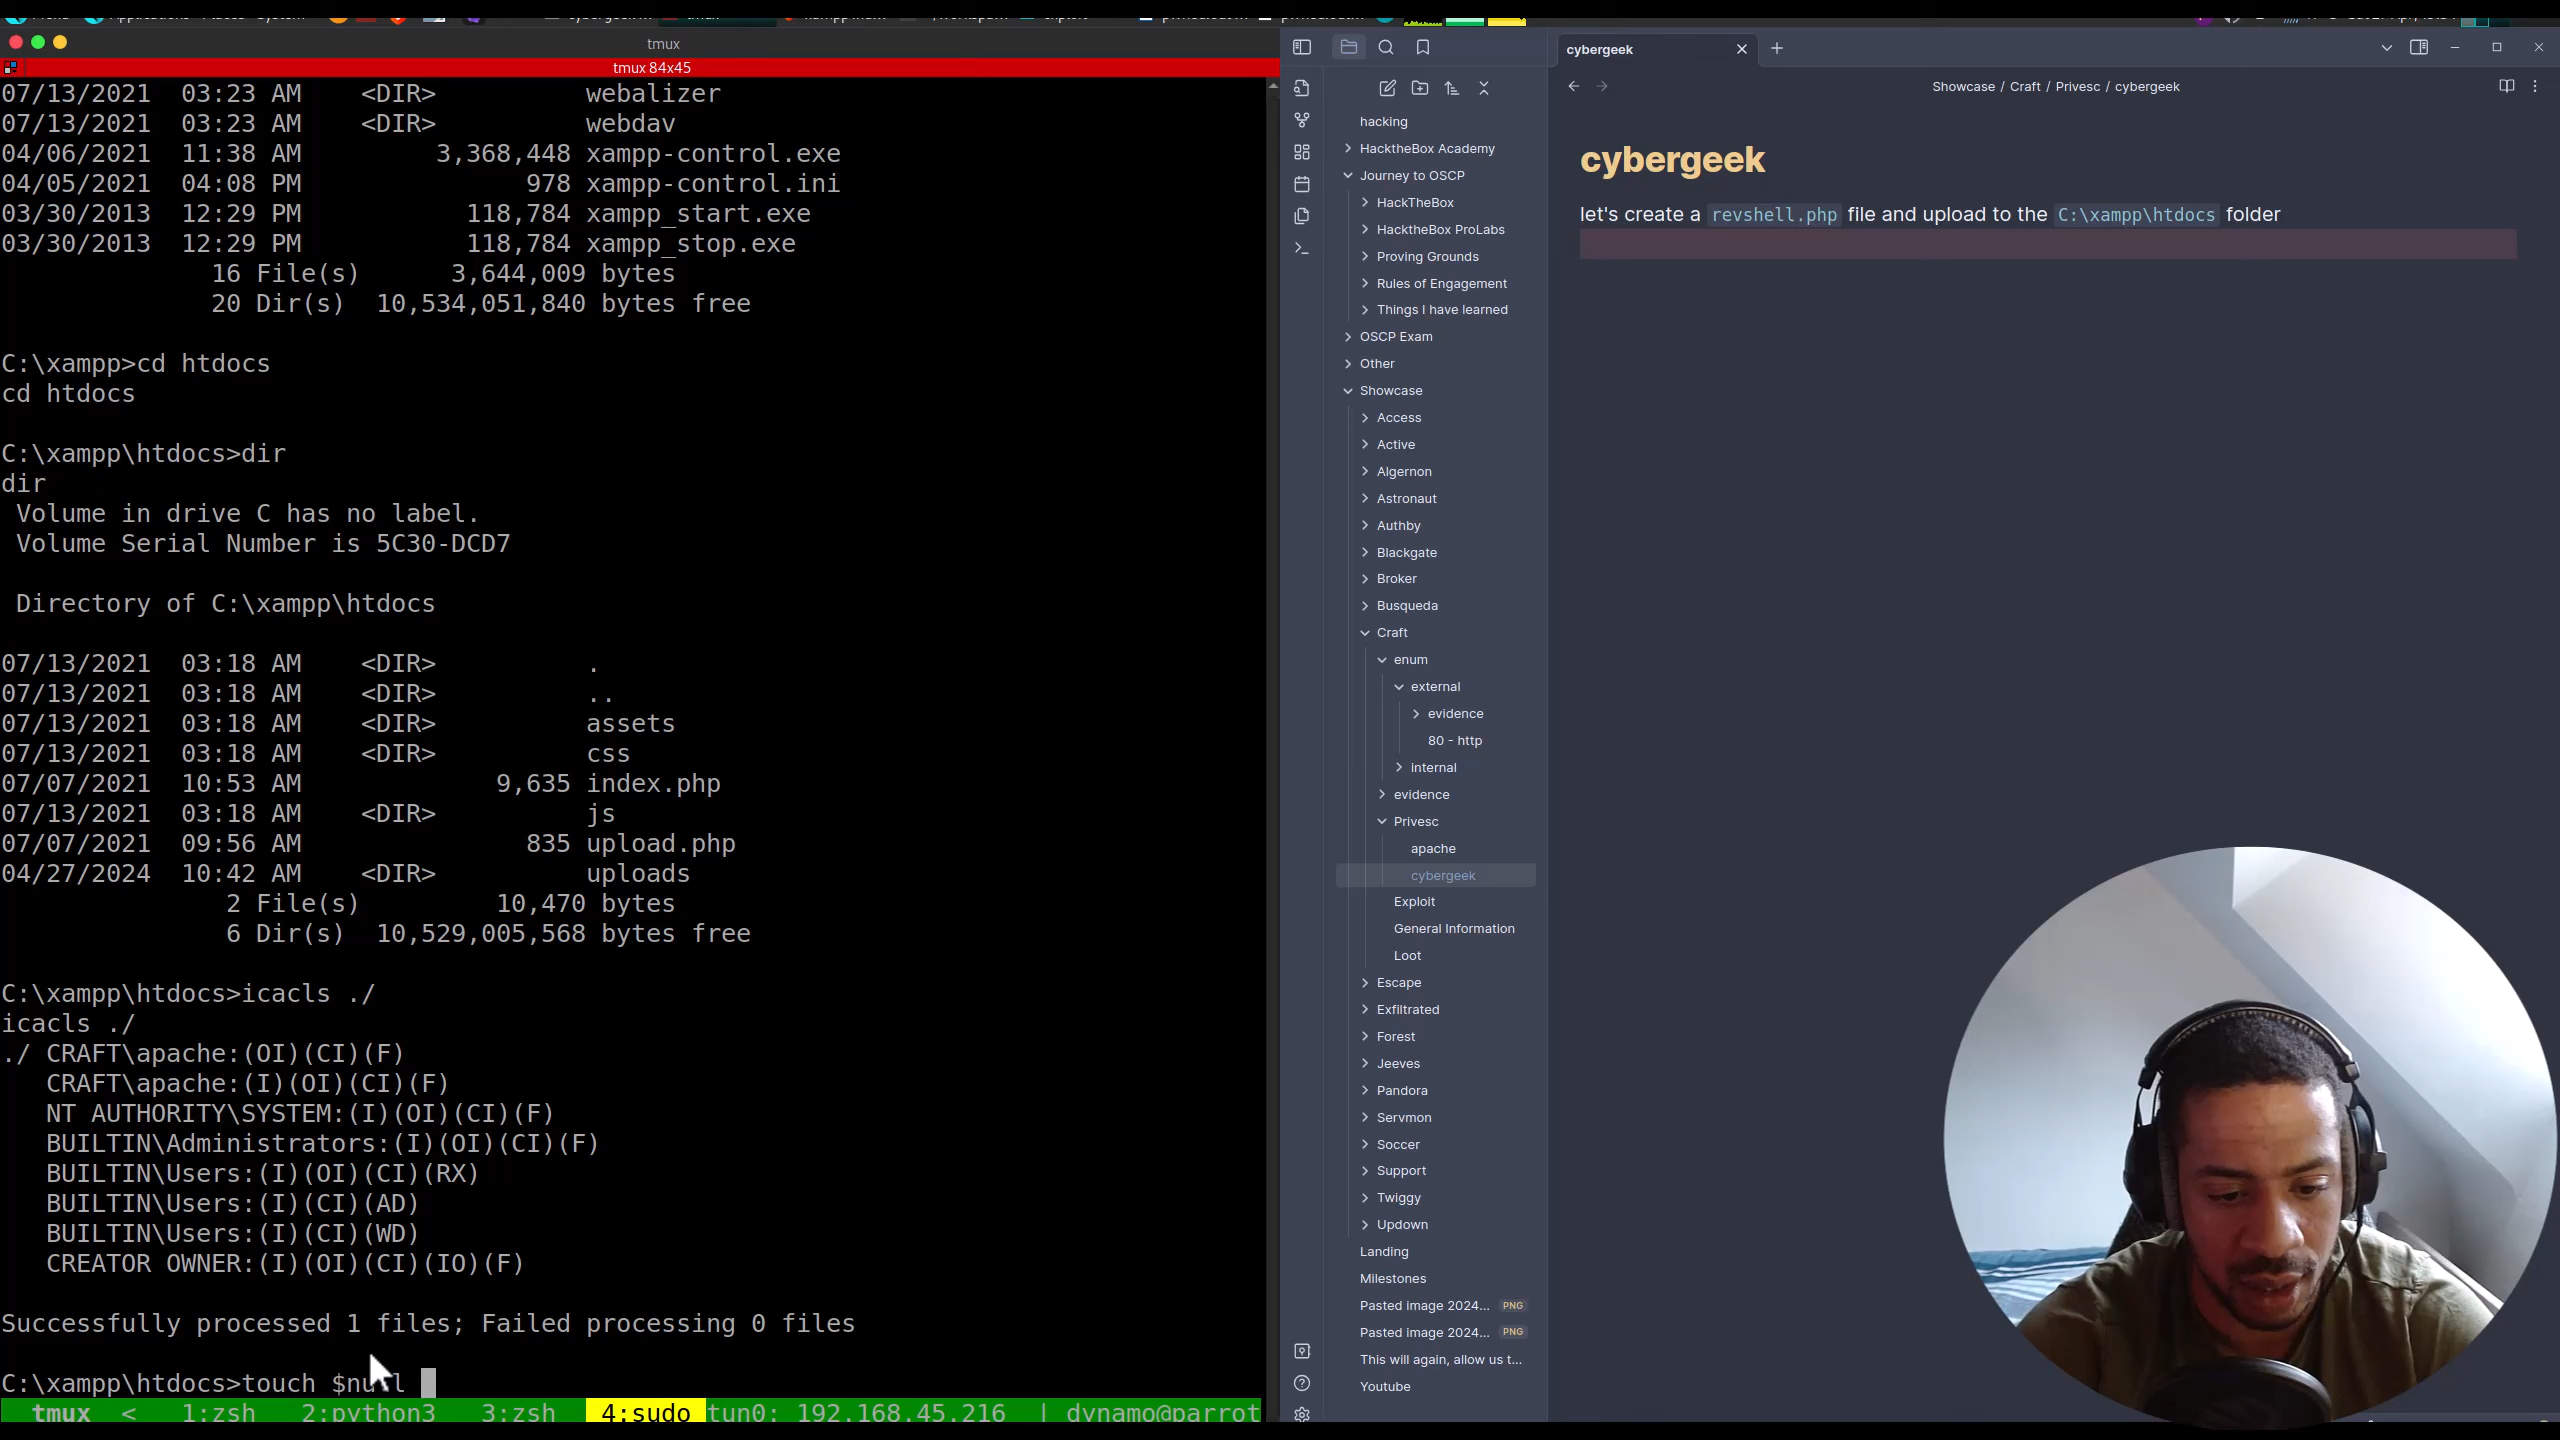 tmux
tmux 84x45
07/13/2021  03:23 AM    <DIR>          webalizer
07/13/2021  03:23 AM    <DIR>          webdav
04/06/2021  11:38 AM         3,368,448 xampp-control.exe
04/05/2021  04:08 PM               978 xampp-control.ini
03/30/2013  12:29 PM           118,784 xampp_start.exe
03/30/2013  12:29 PM           118,784 xampp_stop.exe
16 File(s)      3,644,009 bytes
20 Dir(s)  10,534,051,840 bytes free
C:\xampp>cd htdocs
cd htdocs
C:\xampp\htdocs>dir
dir
Volume in drive C has no label.
Volume Serial Number is 5C30-DCD7
Directory of C:\xampp\htdocs
07/13/2021  03:18 AM    <DIR>          .
07/13/2021  03:18 AM    <DIR>          ..
07/13/2021  03:18 AM    <DIR>          assets
07/13/2021  03:18 AM    <DIR>          css
07/07/2021  10:53 AM             9,635 index.php
07/13/2021  03:18 AM    <DIR>          js
07/07/2021  09:56 AM               835 upload.php
04/27/2024  10:42 AM    <DIR>          uploads
2 File(s)         10,470 bytes
6 Dir(s)  10,529,005,568 bytes free
C:\xampp\htdocs>icacls ./
icacls ./
./ CRAFT\apache:(OI)(CI)(F)
CRAFT\apache:(I)(OI)(CI)(F)
NT AUTHORITY\SYSTEM:(I)(OI)(CI)(F)
BUILTIN\Administrators:(I)(OI)(CI)(F)
BUILTIN\Users:(I)(OI)(CI)(RX)
BUILTIN\Users:(I)(CI)(AD)
BUILTIN\Users:(I)(CI)(WD)
CREATOR OWNER:(I)(OI)(CI)(IO)(F)
Successfully processed 1 files; Failed processing 0 files
C:\xampp\htdocs>touch $null
tmux  <   1:zsh   2:python3   3:zsh   4:sudo tun0: 192.168.45.216  | dynamo@parrot
hacking
HacktheBox Academy
Journey to OSCP
HackTheBox
HacktheBox ProLabs
Proving Grounds
Rules of Engagement
Things I have learned
OSCP Exam
Other
Showcase
Access
Active
Algernon
Astronaut
Authby
Blackgate
Broker
Busqueda
Craft
enum
external
evidence
80 - http
internal
evidence
Privesc
apache
cybergeek
Exploit
General Information
Loot
Escape
Exfiltrated
Forest
Jeeves
Pandora
Servmon
Soccer
Support
Twiggy
Updown
Landing
Milestones
Pasted image 2024... PNG
Pasted image 2024... PNG
This will again, allow us t...
Youtube
cybergeek
Showcase / Craft / Privesc / cybergeek
cybergeek
let's create a revshell.php file and upload to the C:\xampp\htdocs folder